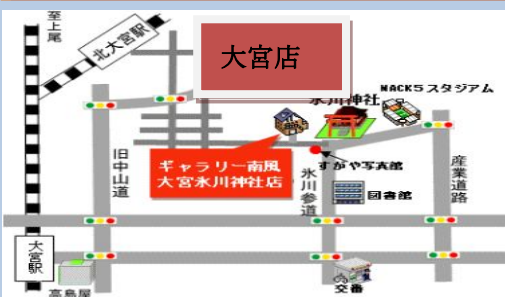 至上尾
北大宮駅
大宮店
NACK5スタジアム
氷川神社
ギャラリー南風
大宮氷川神社店
すがや写真館
旧中山道
氷川参道
図書館
産業道路
大宮駅
高島屋
交番